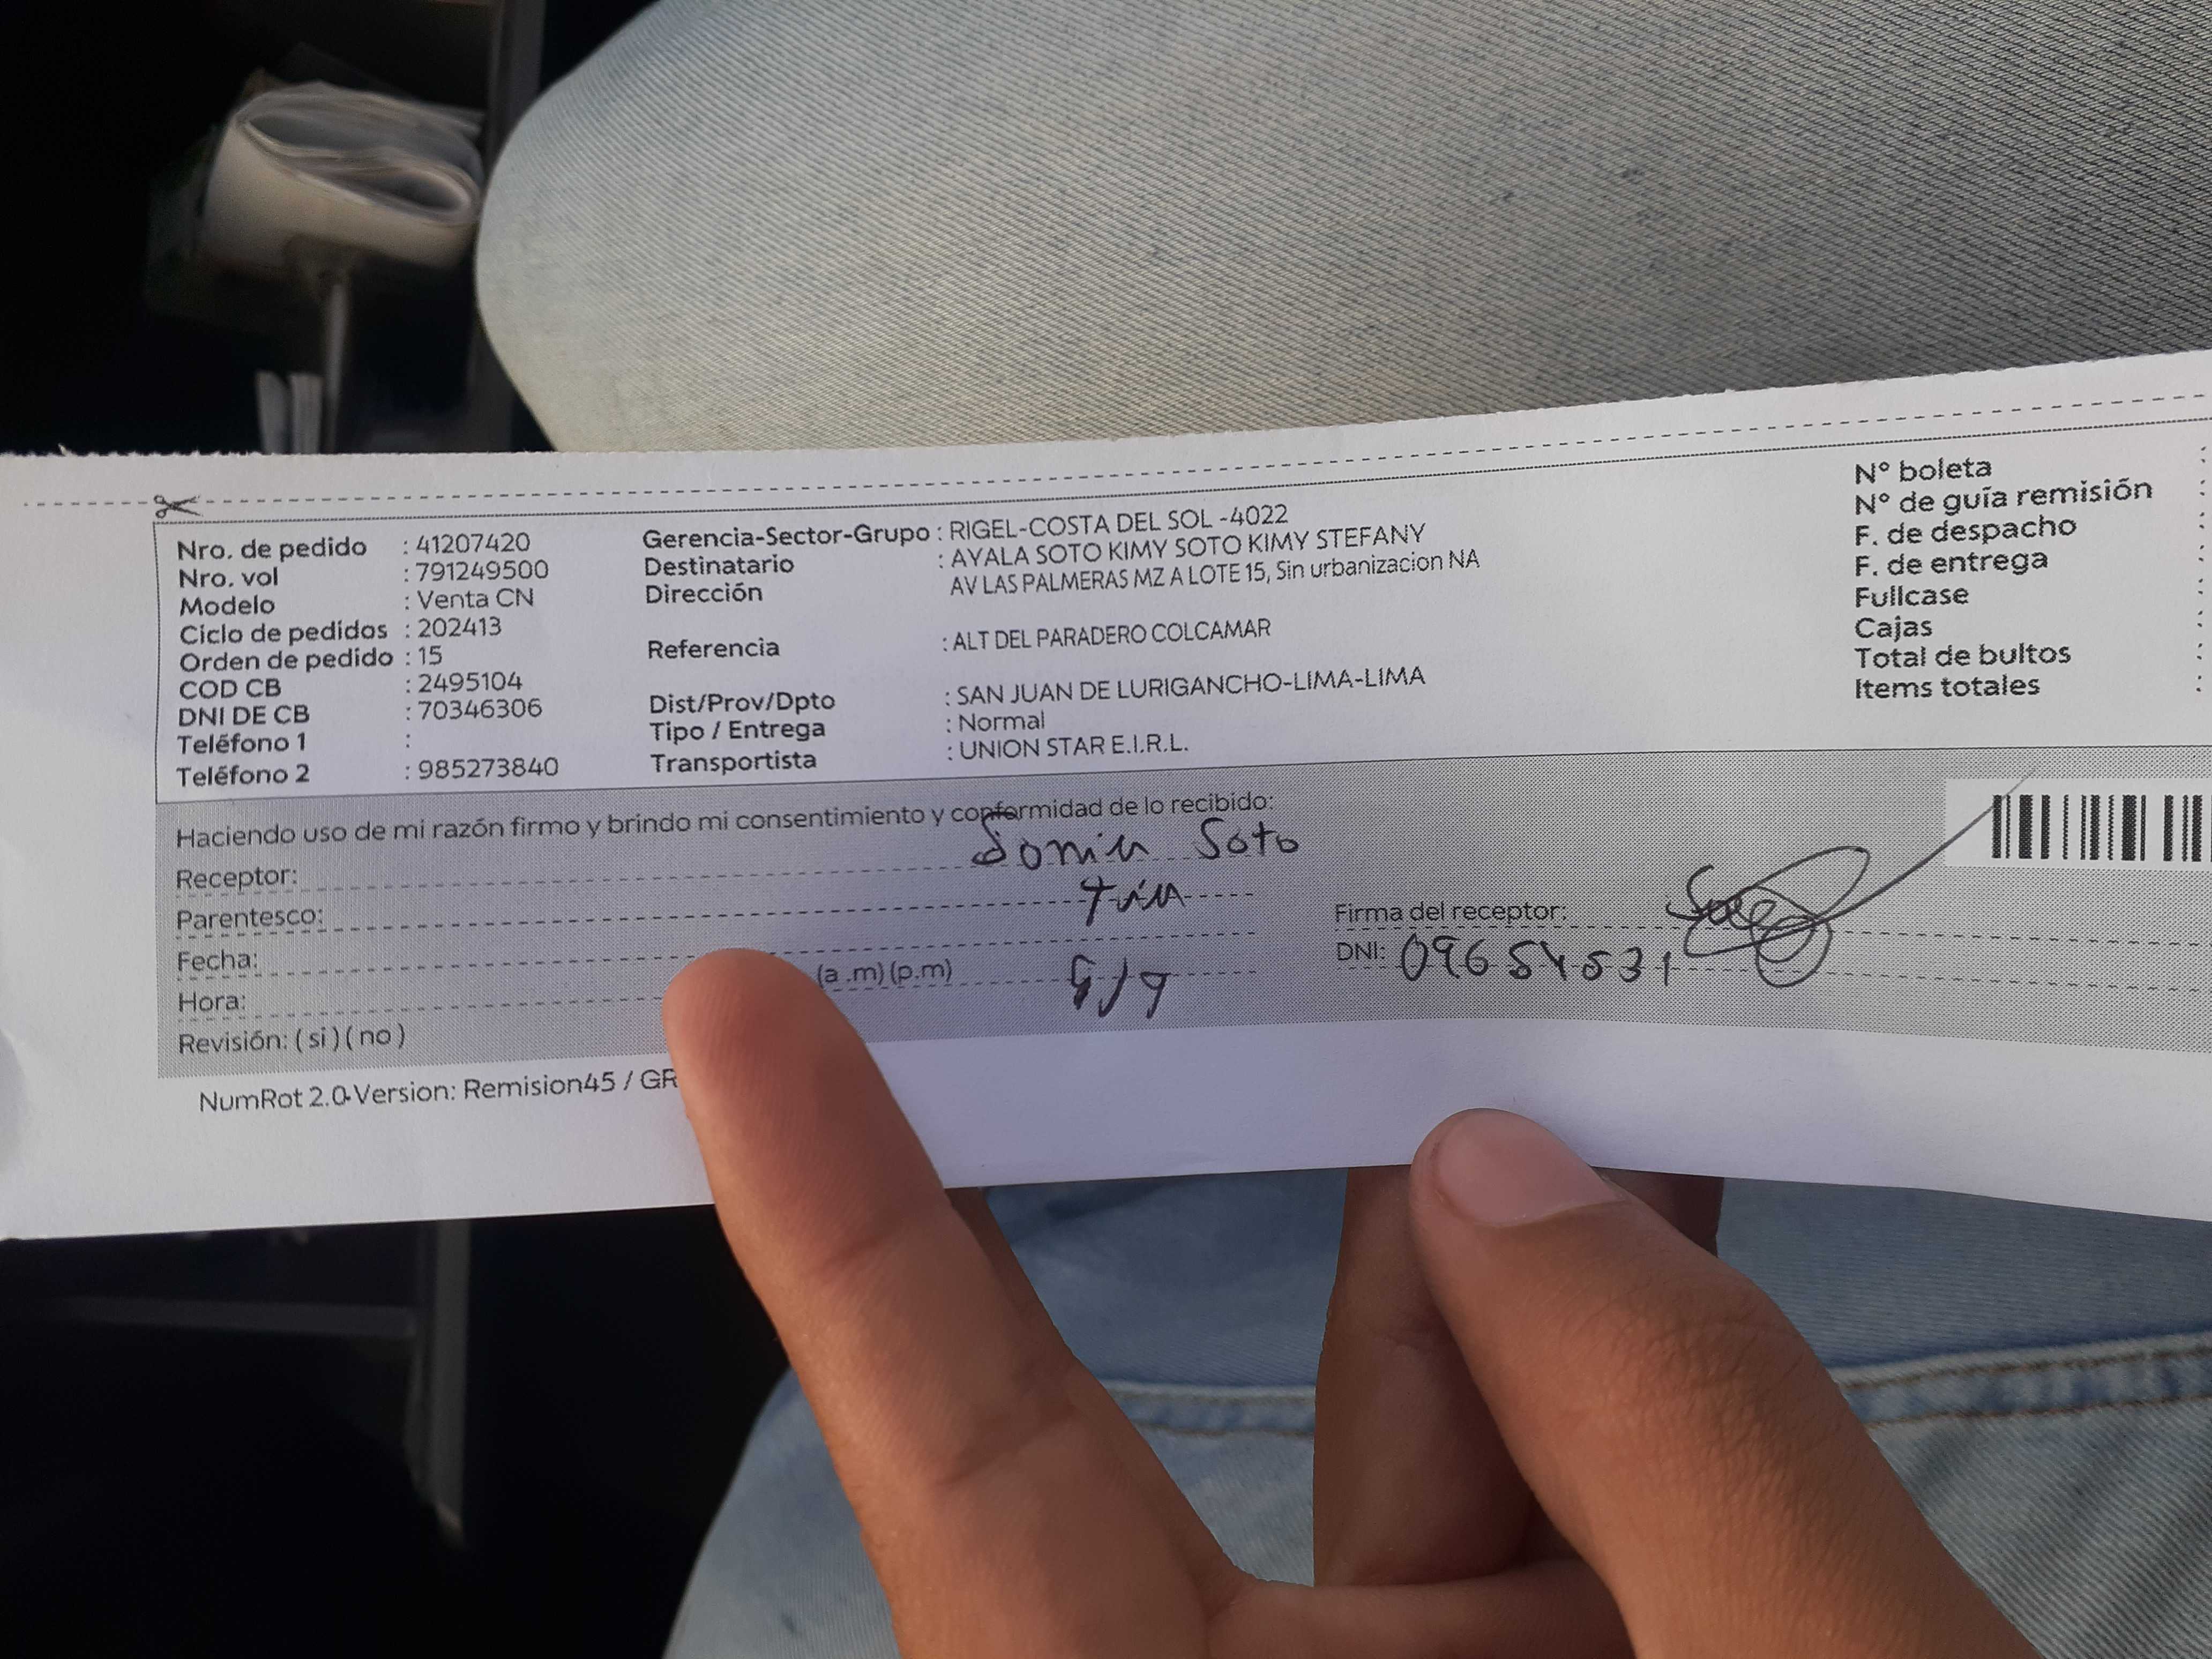 Nro. de pedido : 41207420
Nro. vol : 791249500
Modelo : Venta CN
Ciclo de pedidos : 202413
Orden de pedido : 15
COD CB : 2495104
DNI DE CB : 70346306
Teléfono 1 :
Teléfono 2 : 985273840
Gerencia-Sector-Grupo : RIGEL-COSTA DEL SOL -4022
Destinatario : AYALA SOTO KIMY SOTO KIMY STEFANY
Dirección AV LAS PALMERAS MZ A LOTE 15, Sin urbanizacion NA
Referencia : ALT DEL PARADERO COLCAMAR
Dist/Prov/Dpto : SAN JUAN DE LURIGANCHO-LIMA-LIMA
Tipo / Entrega : Normal
Transportista : UNION STAR E.I.R.L.
N° boleta :
N° de guía remisión :
F. de despacho
F. de entrega :
Fullcase :
Cajas :
Total de bultos :
Items totales :
Haciendo uso de mi razón firmo y brindo mi consentimiento y conformidad de lo recibido:
Receptor: Sonia Soto
Parentesco: tia
Fecha:
Hora: (a .m) (p.m)
Revisión: ( si ) ( no )
Firma del receptor:
DNI: 09654531
NumRot 2.0-Version: Remision45 / GR